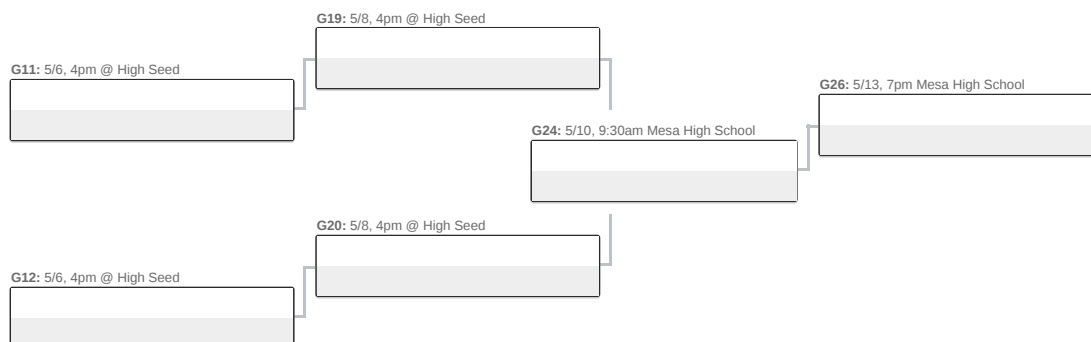 G19: 5/8, 4pm @ High Seed
G11: 5/6, 4pm @ High Seed
G26: 5/13, 7pm Mesa High School
G24: 5/10, 9:30am Mesa High School
G20: 5/8, 4pm @ High Seed
G12: 5/6, 4pm @ High Seed